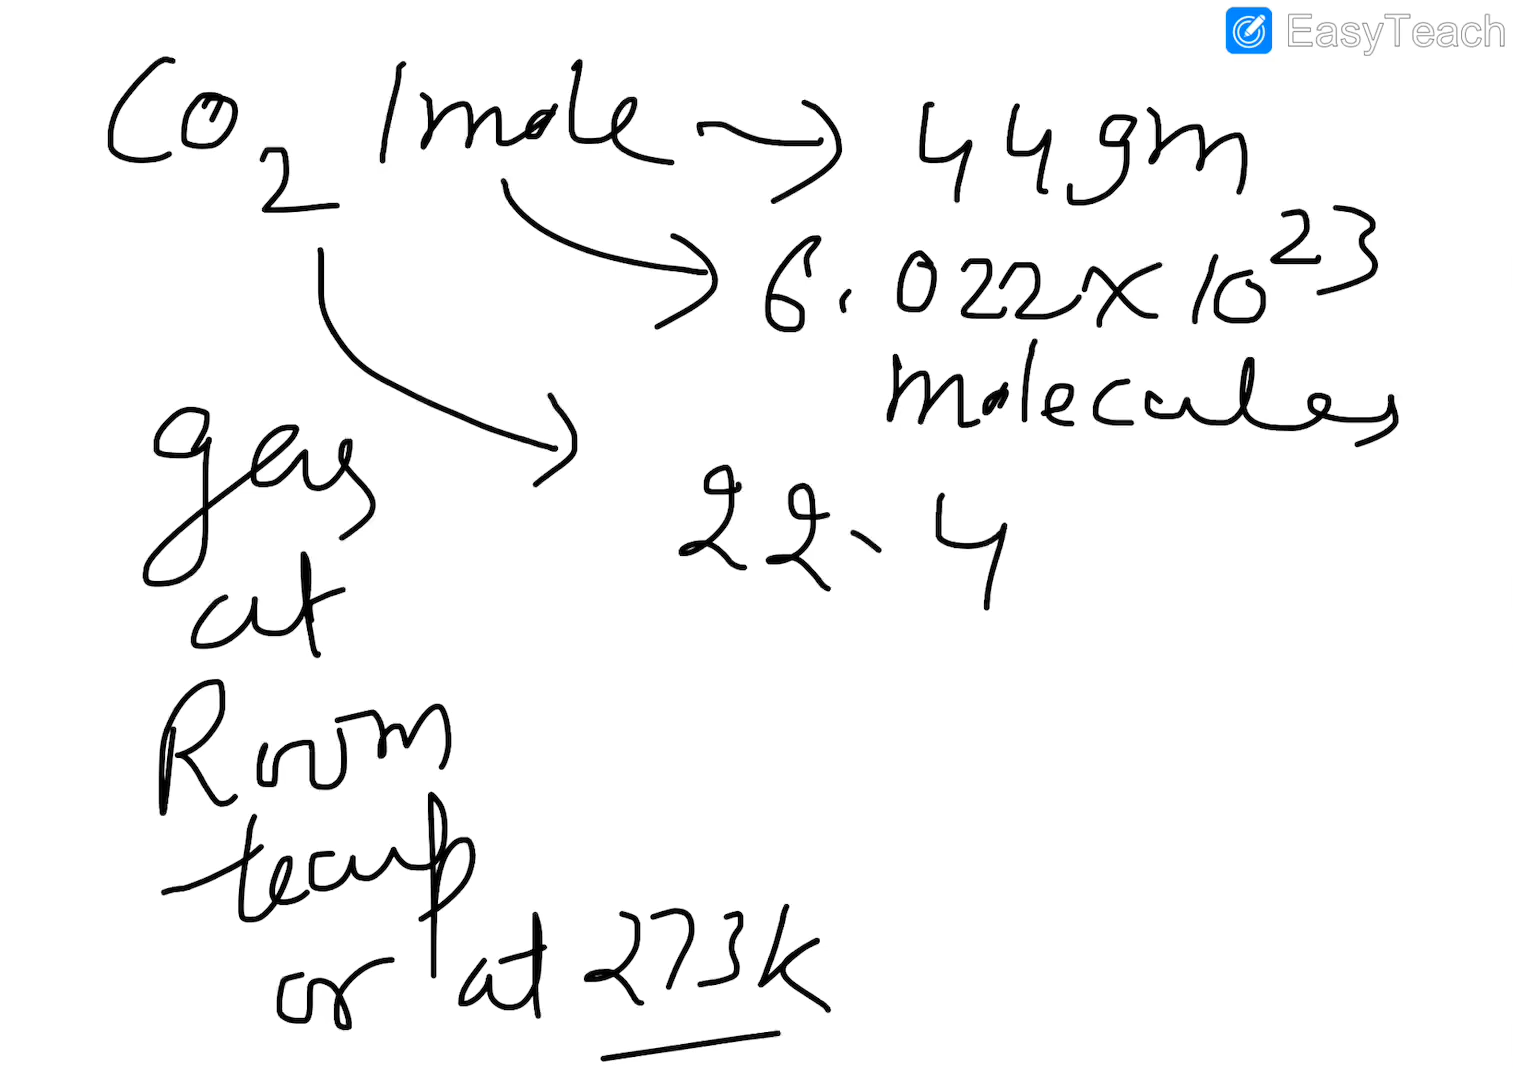 EasyTeach
CO2 1mole → 44gm
→ 6.022×10^23
molecules
→ 22.4
gas
at
Room
temp
or at 273k